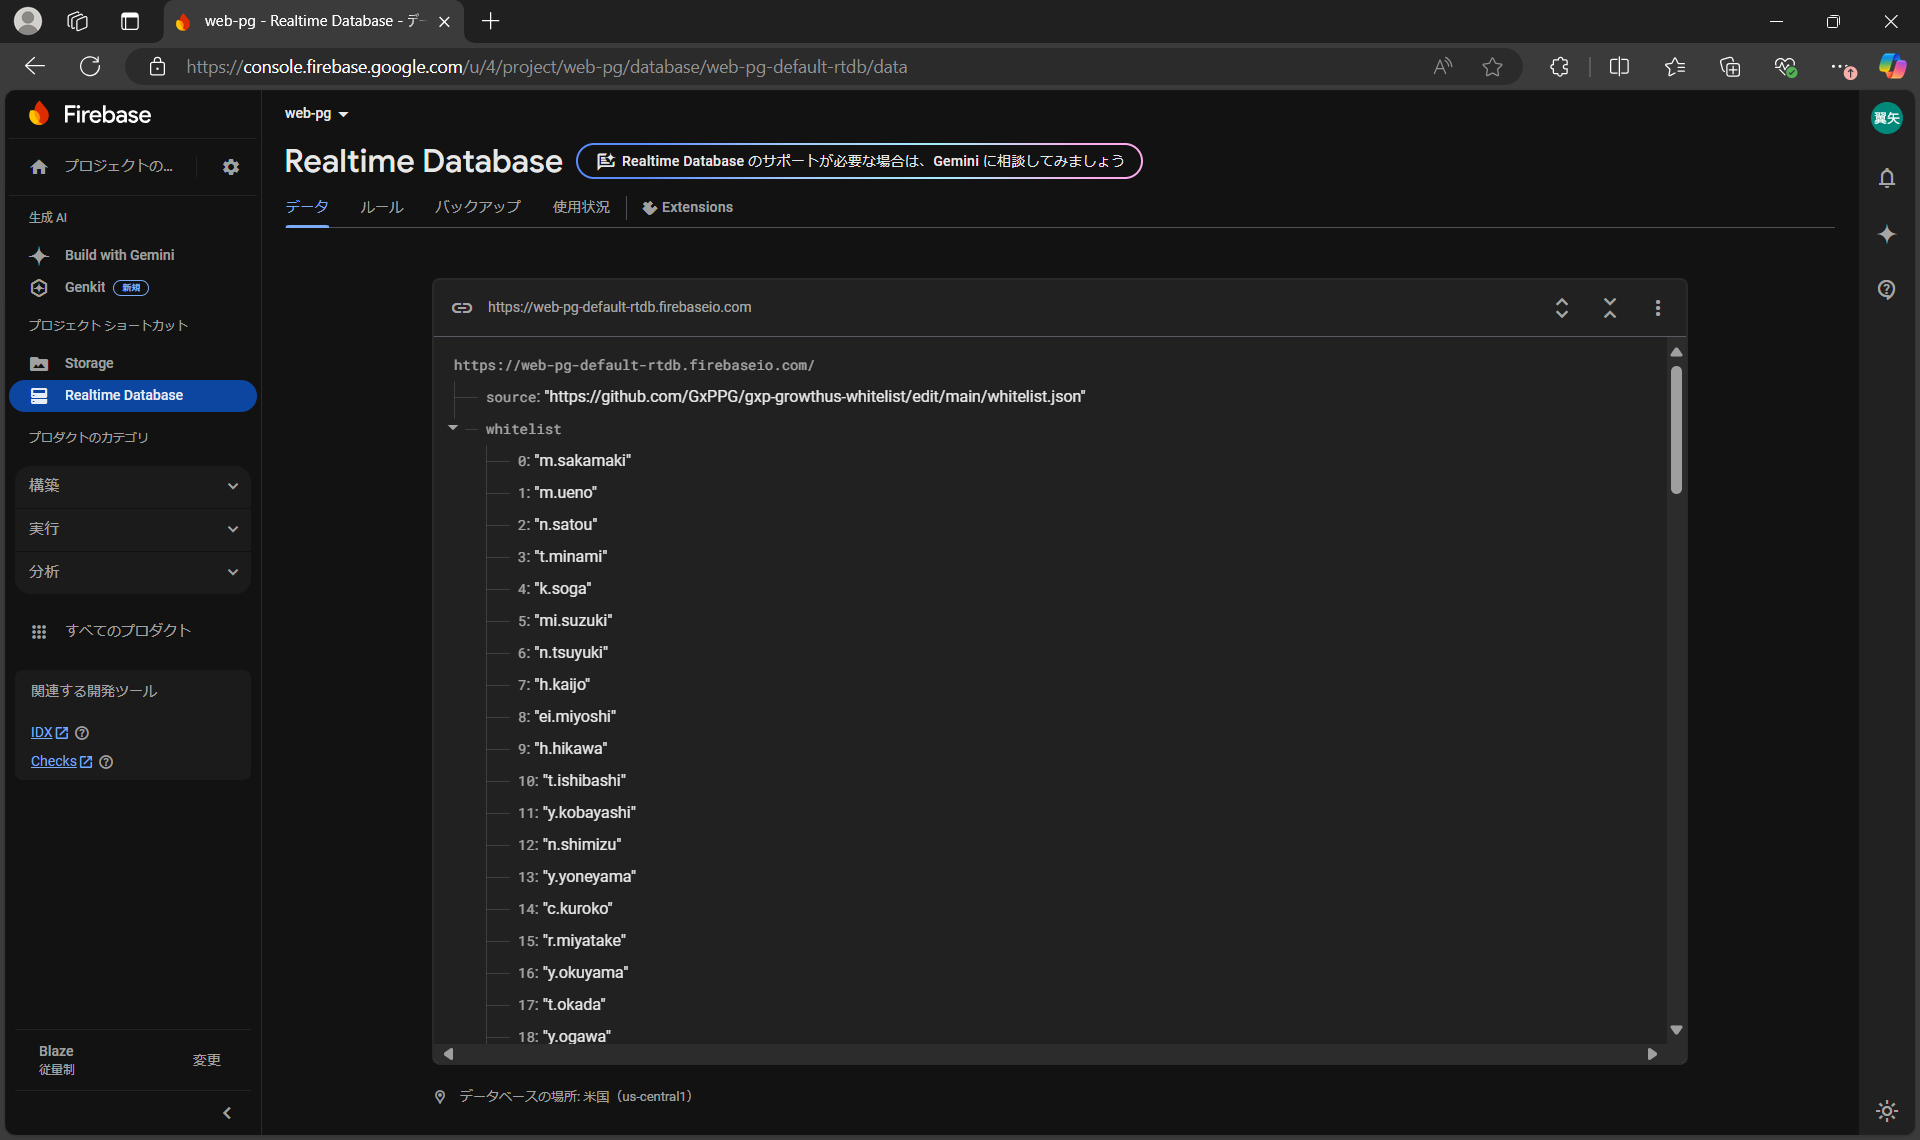 web-pg - Realtime Database - デ
https://console.firebase.google.com/u/4/project/web-pg/database/web-pg-default-rtdb/data
Firebase
プロジェクトの...
生成 AI
Build with Gemini
Genkit 新規
プロジェクト ショートカット
Storage
Realtime Database
プロダクトのカテゴリ
構築
実行
分析
すべてのプロダクト
関連する開発ツール
IDX
Checks
Blaze
従量制
変更
web-pg
Realtime Database
Realtime Database のサポートが必要な場合は、Gemini に相談してみましょう
データ ルール バックアップ 使用状況 Extensions
https://web-pg-default-rtdb.firebaseio.com
https://web-pg-default-rtdb.firebaseio.com/
source: "https://github.com/GxPPG/gxp-growthus-whitelist/edit/main/whitelist.json"
whitelist
0: "m.sakamaki"
1: "m.ueno"
2: "n.satou"
3: "t.minami"
4: "k.soga"
5: "mi.suzuki"
6: "n.tsuyuki"
7: "h.kaijo"
8: "ei.miyoshi"
9: "h.hikawa"
10: "t.ishibashi"
11: "y.kobayashi"
12: "n.shimizu"
13: "y.yoneyama"
14: "c.kuroko"
15: "r.miyatake"
16: "y.okuyama"
17: "t.okada"
18: "y.ogawa"
データベースの場所: 米国（us-central1）
翼矢